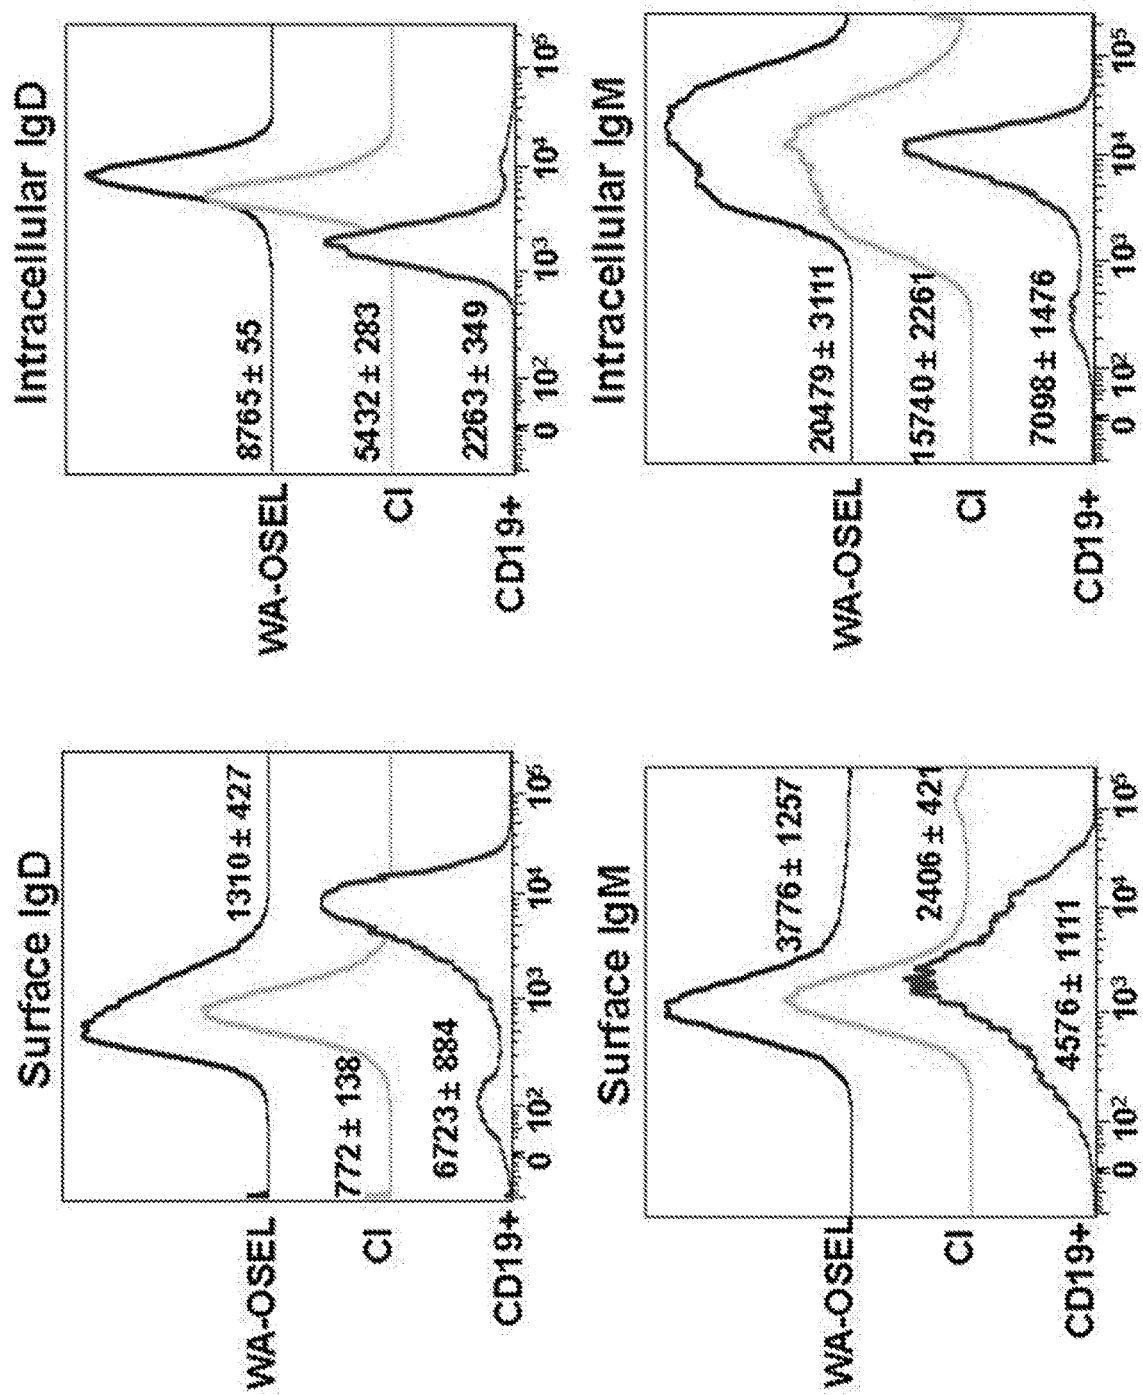 Surface IgD
WA-OSEL
1310 ± 427
CI
772 ± 138
CD19+
6723 ± 884
0 10² 10³ 10⁴ 10⁵
Intracellular IgD
WA-OSEL
8765 ± 55
CI
5432 ± 283
CD19+
2263 ± 349
0 10² 10³ 10⁴ 10⁵
Surface IgM
WA-OSEL
3776 ± 1257
CI
2406 ± 421
CD19+
4576 ± 1111
0 10² 10³ 10⁴ 10⁵
Intracellular IgM
WA-OSEL
20479 ± 3111
CI
15740 ± 2261
CD19+
7098 ± 1476
0 10² 10³ 10⁴ 10⁵